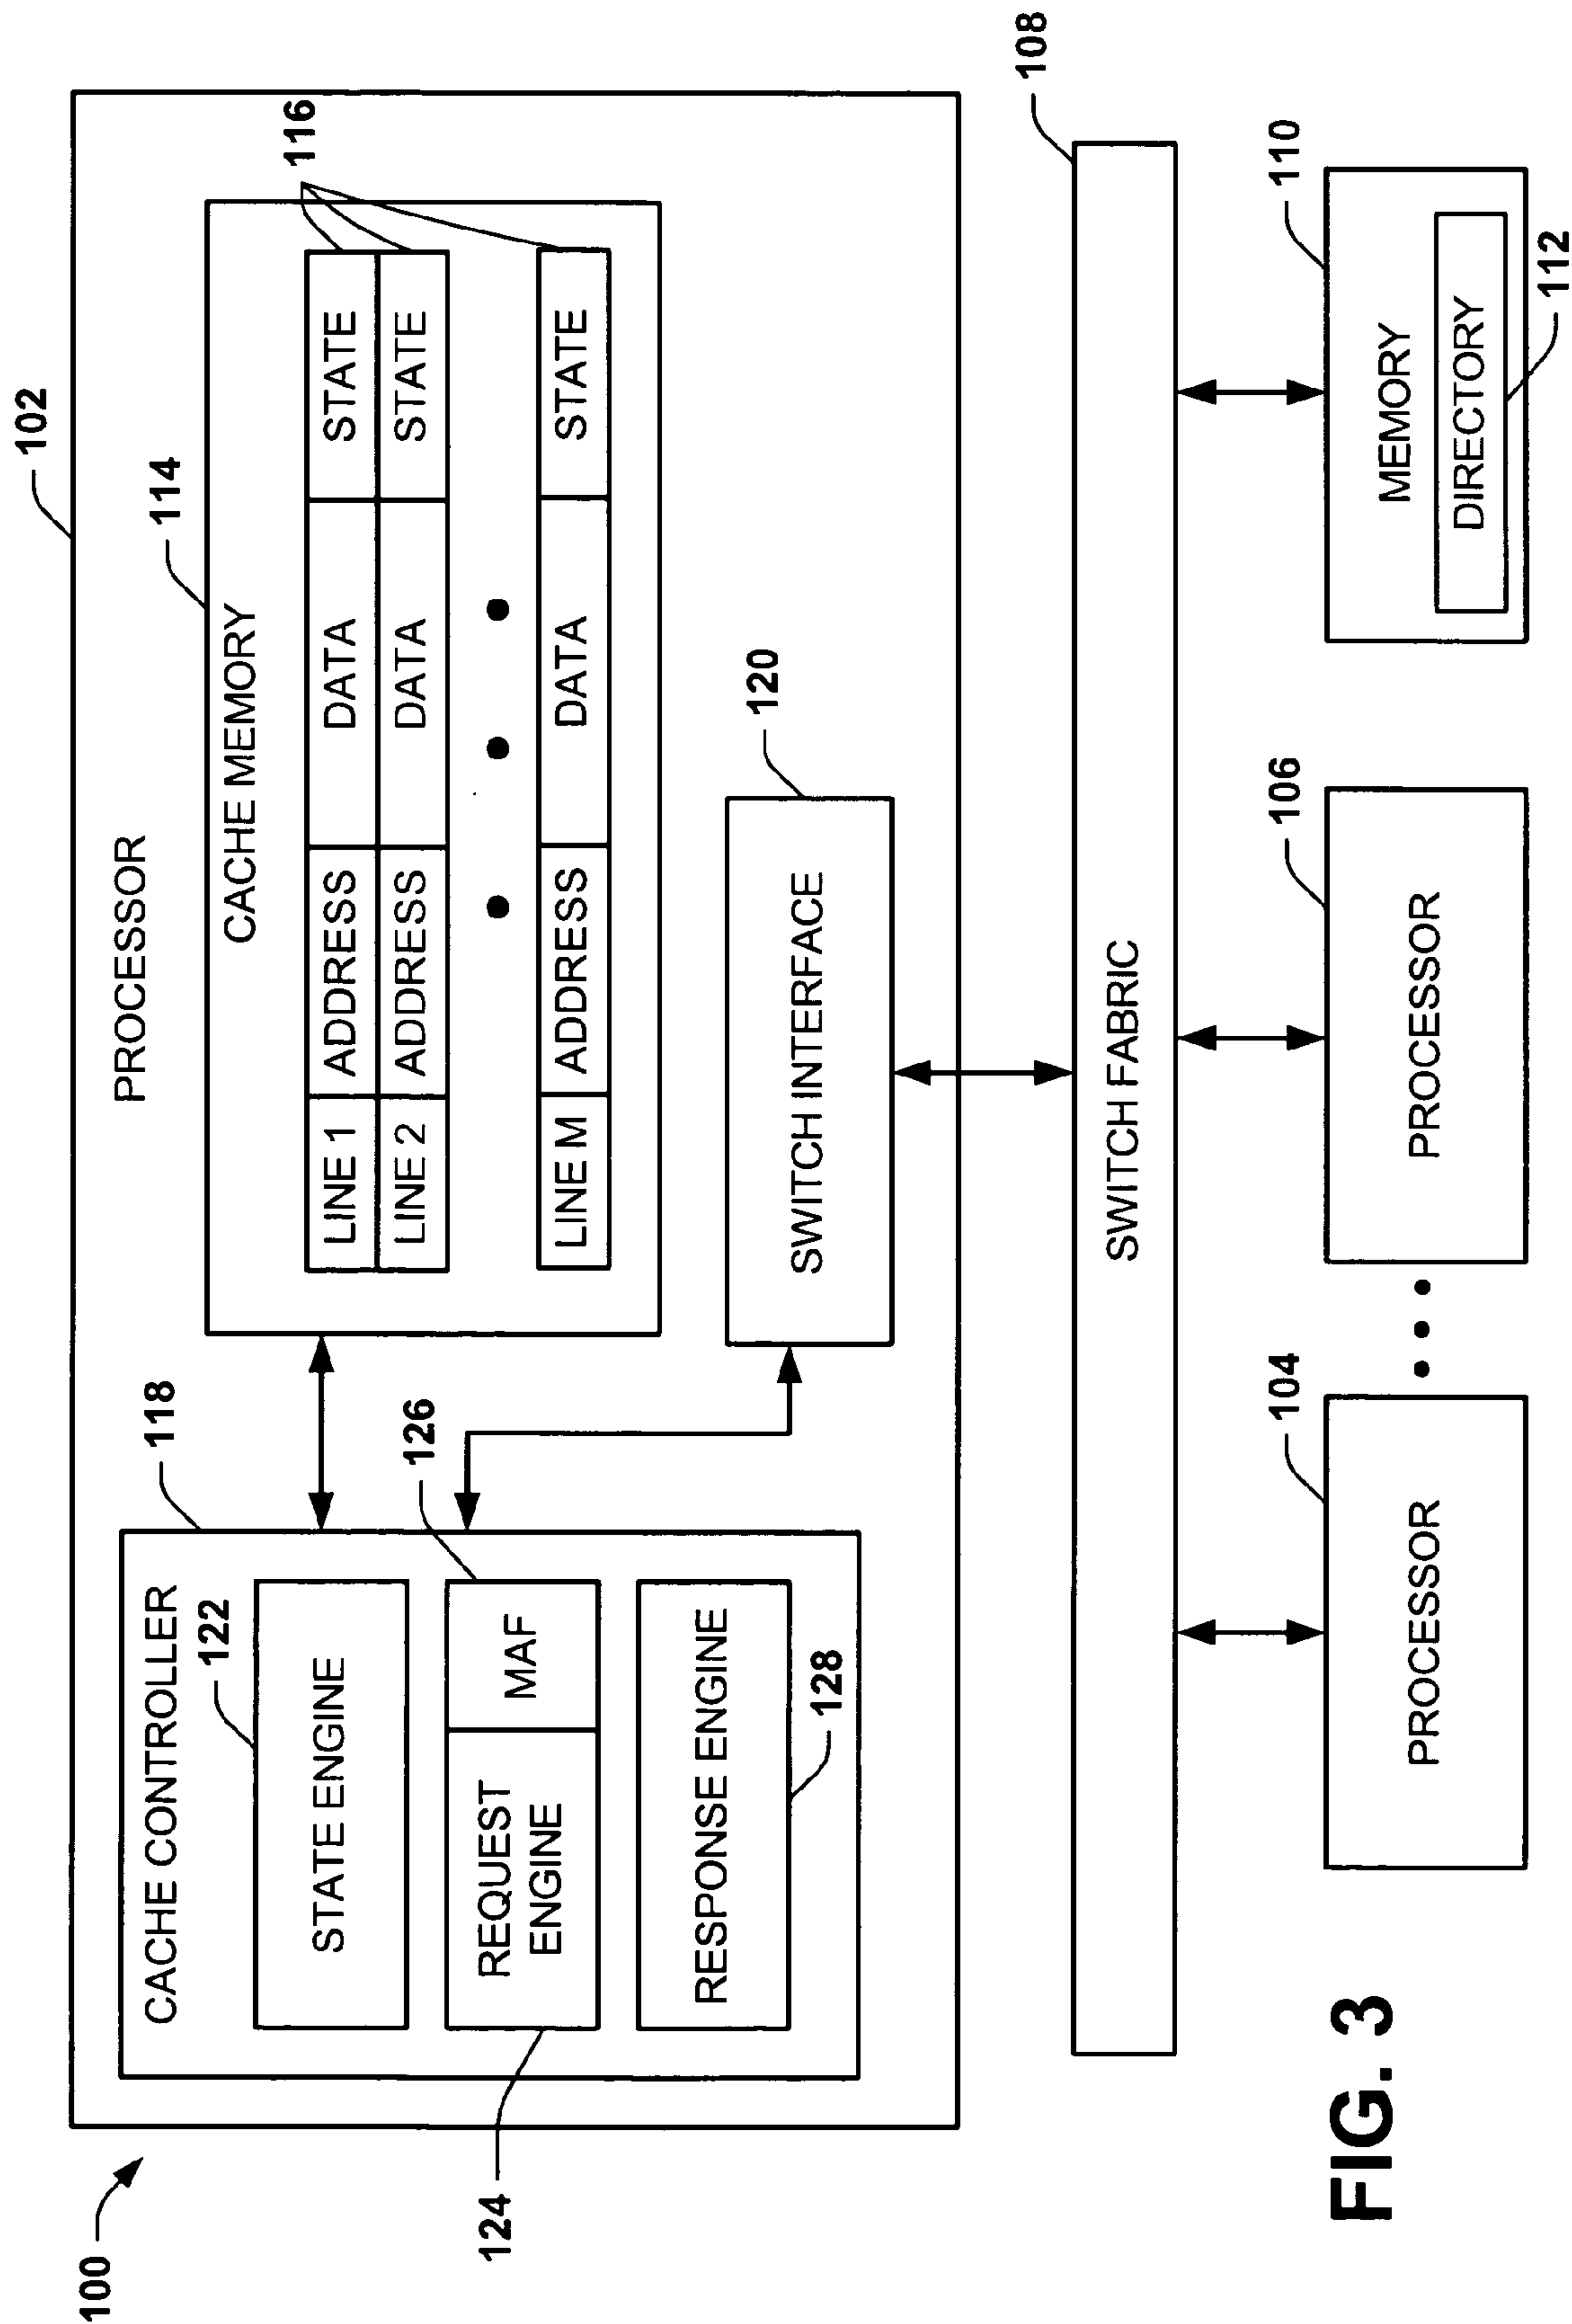 100
102
PROCESSOR
118
CACHE CONTROLLER
122
STATE ENGINE
126
REQUEST
ENGINE
MAF
124
RESPONSE ENGINE
128
114
CACHE MEMORY
116
LINE 1 ADDRESS DATA STATE
LINE 2 ADDRESS DATA STATE
LINE M ADDRESS DATA STATE
120
SWITCH INTERFACE
108
SWITCH FABRIC
104
PROCESSOR
106
PROCESSOR
110
MEMORY
DIRECTORY
112
FIG. 3